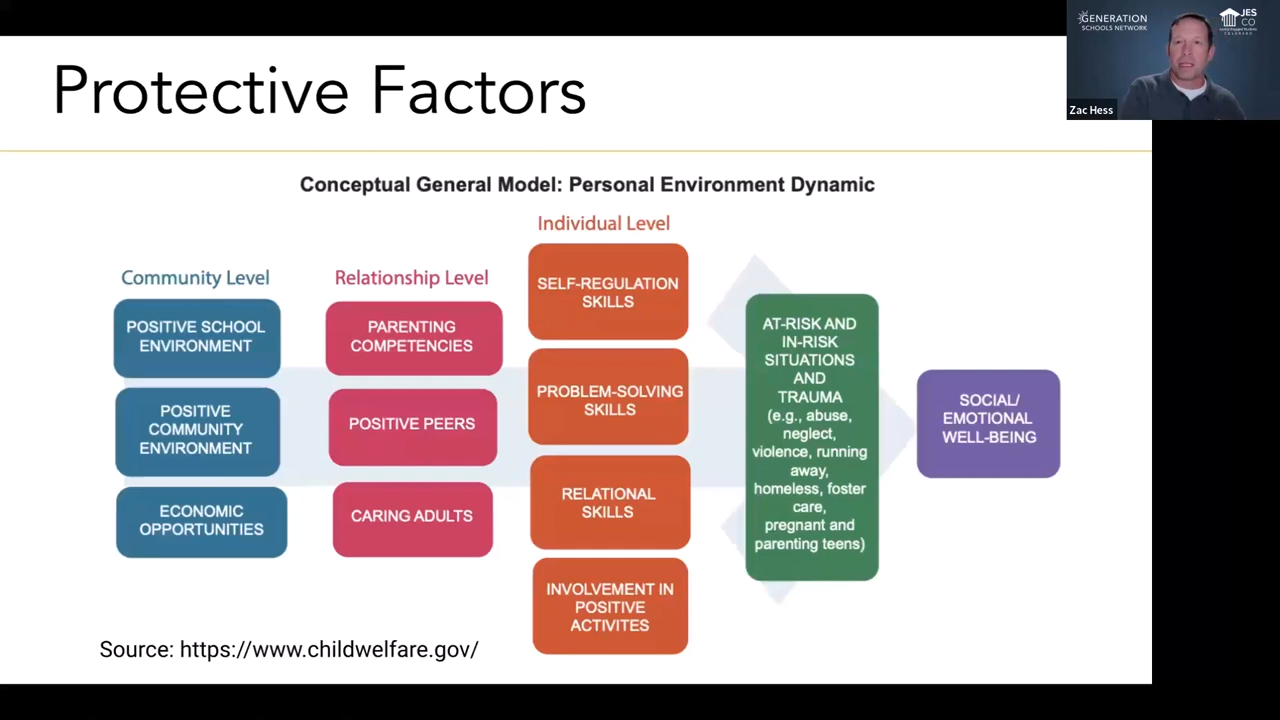 Protective Factors
GENERATION
SCHOOLS NETWORK
JES
CO
COLORADO
Zac Hess
Conceptual General Model: Personal Environment Dynamic
Community Level
POSITIVE SCHOOL
ENVIRONMENT
POSITIVE
COMMUNITY
ENVIRONMENT
ECONOMIC
OPPORTUNITIES
Relationship Level
PARENTING
COMPETENCIES
POSITIVE PEERS
CARING ADULTS
Individual Level
SELF-REGULATION
SKILLS
PROBLEM-SOLVING
SKILLS
RELATIONAL
SKILLS
INVOLVEMENT IN
POSITIVE
ACTIVITES
AT-RISK AND
IN-RISK
SITUATIONS
AND
TRAUMA
(e.g., abuse,
neglect,
violence, running
away,
homeless, foster
care,
pregnant and
parenting teens)
SOCIAL/
EMOTIONAL
WELL-BEING
Source: https://www.childwelfare.gov/